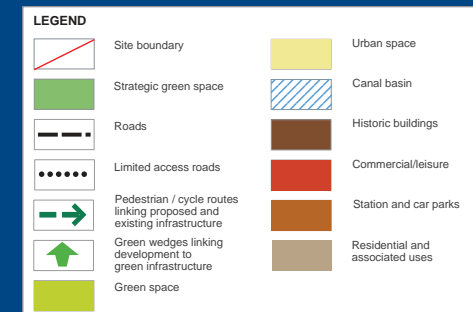 LEGEND
Site boundary
Strategic green space
Roads
Limited access roads
Pedestrian / cycle routes
linking proposed and
existing infrastructure
Green wedges linking
development to
green infrastructure
Green space
Urban space
Canal basin
Historic buildings
Commercial/leisure
Station and car parks
Residential and
associated uses